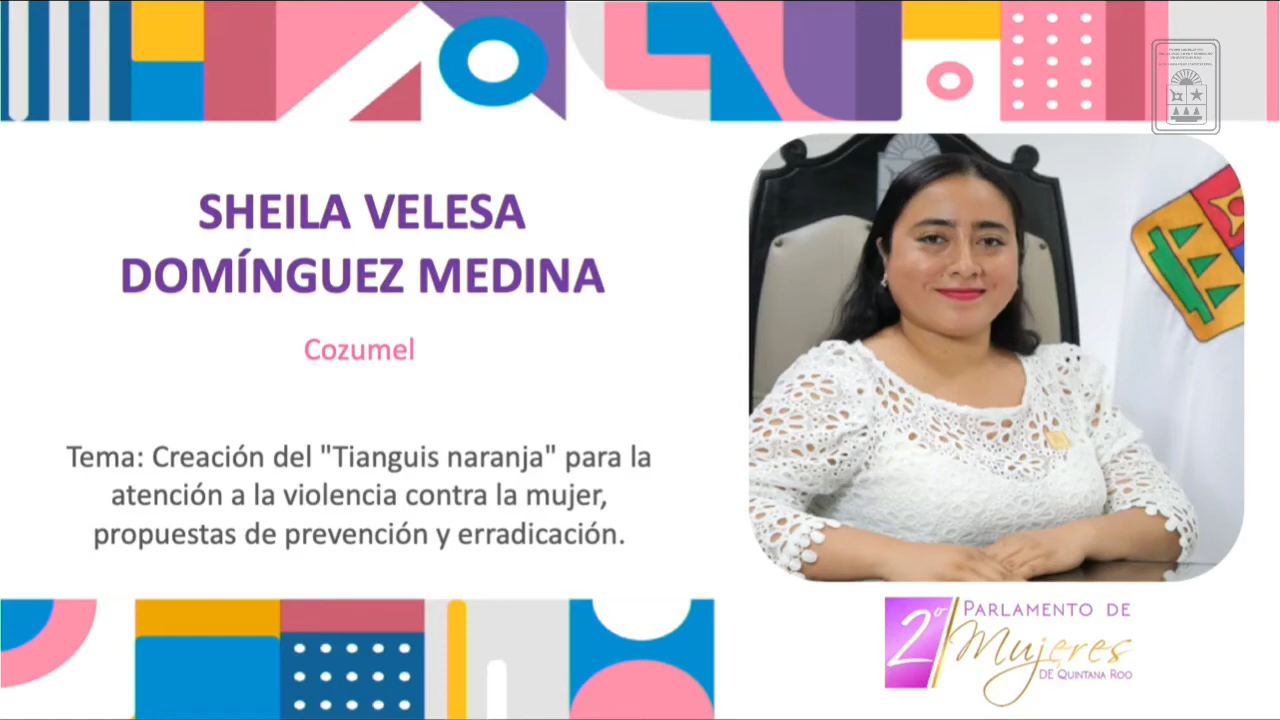 SHEILA VELESA
DOMÍNGUEZ MEDINA
Cozumel
Tema: Creación del "Tianguis naranja" para la
atención a la violencia contra la mujer,
propuestas de prevención y erradicación.
2º PARLAMENTO DE
Mujeres
DE QUINTANA ROO